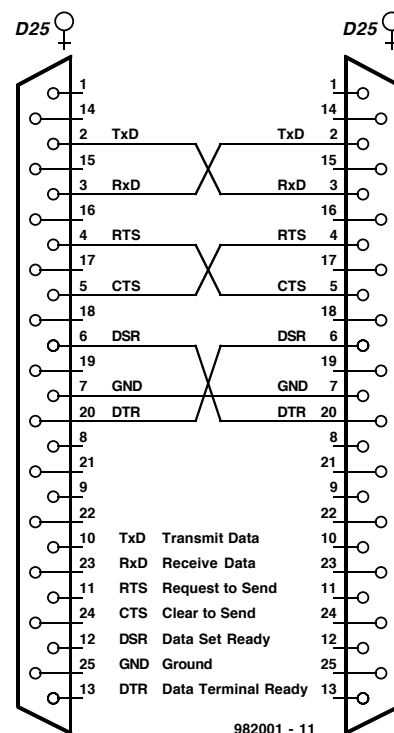 D25 D25
1 1
14 14
2 TxD TxD 2
15 15
3 RxD RxD 3
16 16
4 RTS RTS 4
17 17
5 CTS CTS 5
18 18
6 DSR DSR 6
19 19
7 GND GND 7
20 DTR DTR 20
8 8
21 21
9 9
22 22
10 TxD Transmit Data 10
23 RxD Receive Data 23
11 RTS Request to Send 11
24 CTS Clear to Send 24
12 DSR Data Set Ready 12
25 GND Ground 25
13 DTR Data Terminal Ready 13
982001 - 11